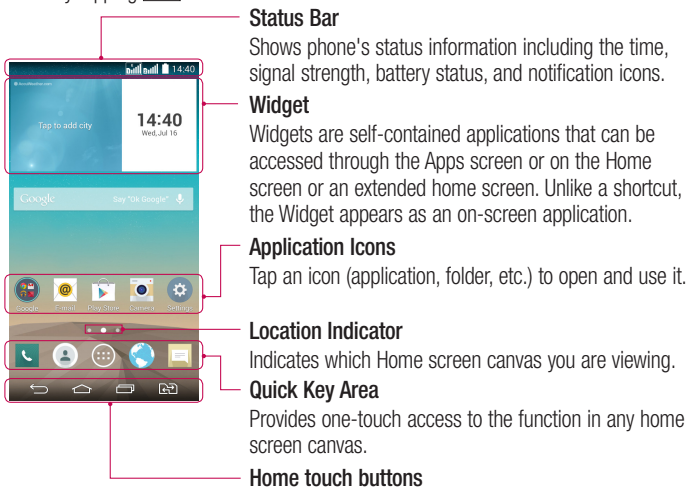 Status Bar
Shows phone's status information including the time,
signal strength, battery status, and notification icons.
14:40
Tap to add city
14:40
Wed, Jul 16
Widget
Widgets are self-contained applications that can be
accessed through the Apps screen or on the Home
screen or an extended home screen. Unlike a shortcut,
the Widget appears as an on-screen application.
Google
Say "Ok Google"
Application Icons
Tap an icon (application, folder, etc.) to open and use it.
Google
E-mail
Play Store
Camera
Settings
Location Indicator
Indicates which Home screen canvas you are viewing.
Quick Key Area
Provides one-touch access to the function in any home
screen canvas.
Home touch buttons